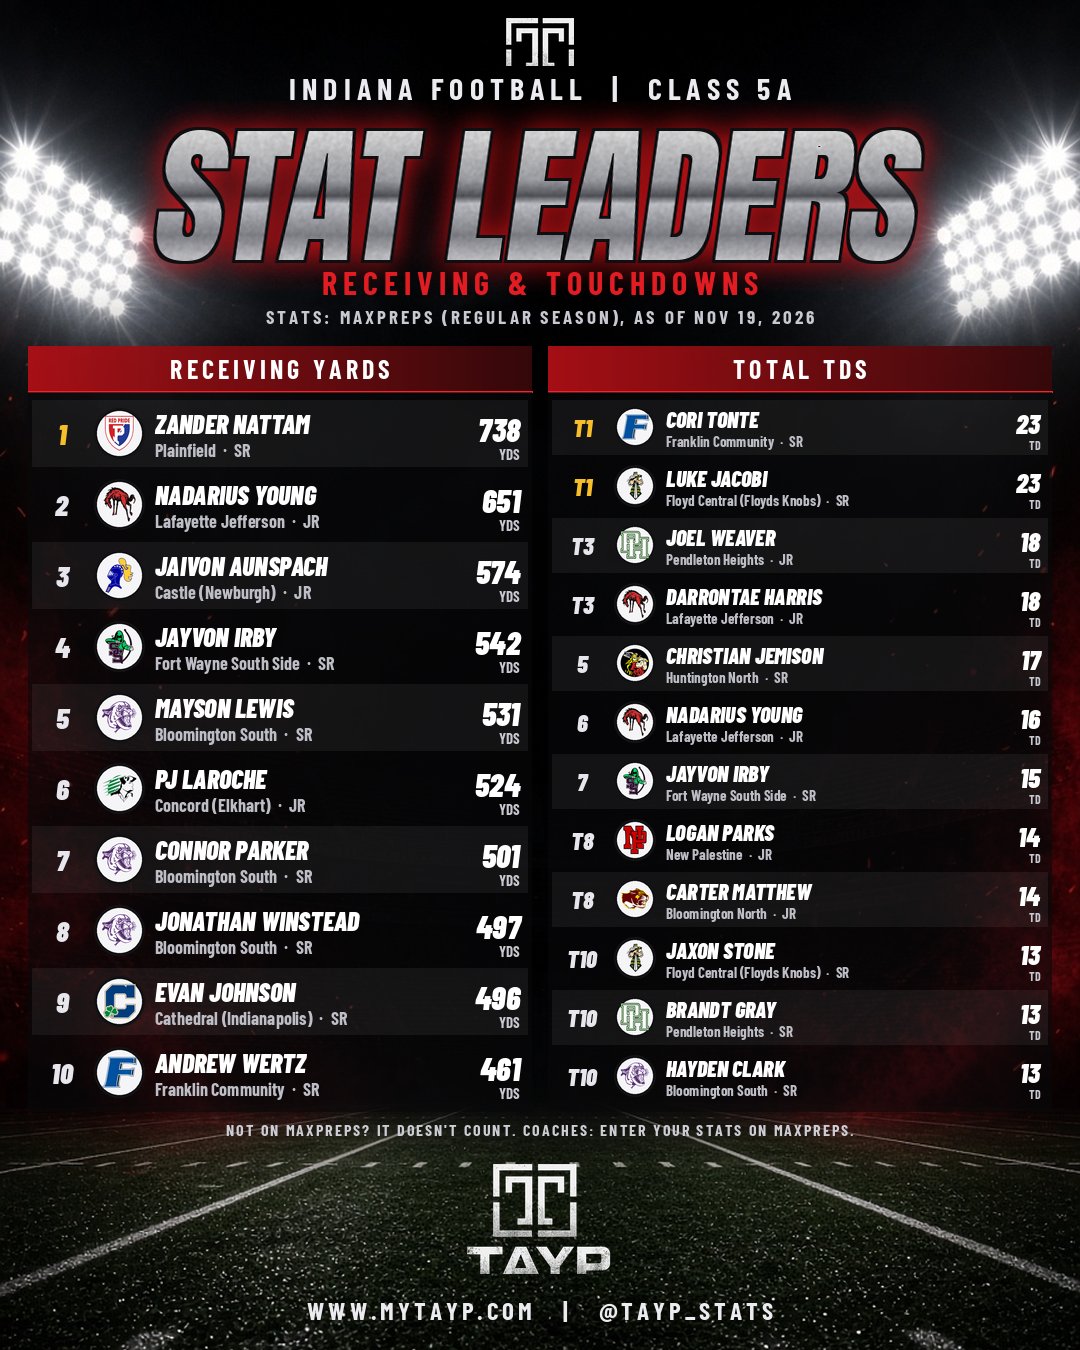 INDIANA FOOTBALL | CLASS 5A
STAT LEADERS
RECEIVING & TOUCHDOWNS
STATS: MAXPREPS (REGULAR SEASON), AS OF NOV 19, 2026
RECEIVING YARDS
1 ZANDER NATTAM 738
Plainfield · SR YDS
2 NADARIUS YOUNG 651
Lafayette Jefferson · JR YDS
3 JAIVON AUNSPACH 574
Castle (Newburgh) · JR YDS
4 JAYVON IRBY 542
Fort Wayne South Side · SR YDS
5 MAYSON LEWIS 531
Bloomington South · SR YDS
6 PJ LAROCHE 524
Concord (Elkhart) · JR YDS
7 CONNOR PARKER 501
Bloomington South · SR YDS
8 JONATHAN WINSTEAD 497
Bloomington South · SR YDS
9 EVAN JOHNSON 496
Cathedral (Indianapolis) · SR YDS
10 ANDREW WERTZ 461
Franklin Community · SR YDS
TOTAL TDS
T1 CORI TONTE 23
Franklin Community · SR TD
T1 LUKE JACOBI 23
Floyd Central (Floyds Knobs) · SR TD
T3 JOEL WEAVER 18
Pendleton Heights · JR TD
T3 DARRONTAE HARRIS 18
Lafayette Jefferson · JR TD
5 CHRISTIAN JEMISON 17
Huntington North · SR TD
6 NADARIUS YOUNG 16
Lafayette Jefferson · JR TD
7 JAYVON IRBY 15
Fort Wayne South Side · SR TD
T8 LOGAN PARKS 14
New Palestine · JR TD
T8 CARTER MATTHEW 14
Bloomington North · JR TD
T10 JAXON STONE 13
Floyd Central (Floyds Knobs) · SR TD
T10 BRANDT GRAY 13
Pendleton Heights · SR TD
T10 HAYDEN CLARK 13
Bloomington South · SR TD
NOT ON MAXPREPS? IT DOESN'T COUNT. COACHES: ENTER YOUR STATS ON MAXPREPS.
TAYP
WWW.MYTAYP.COM | @TAYP_STATS